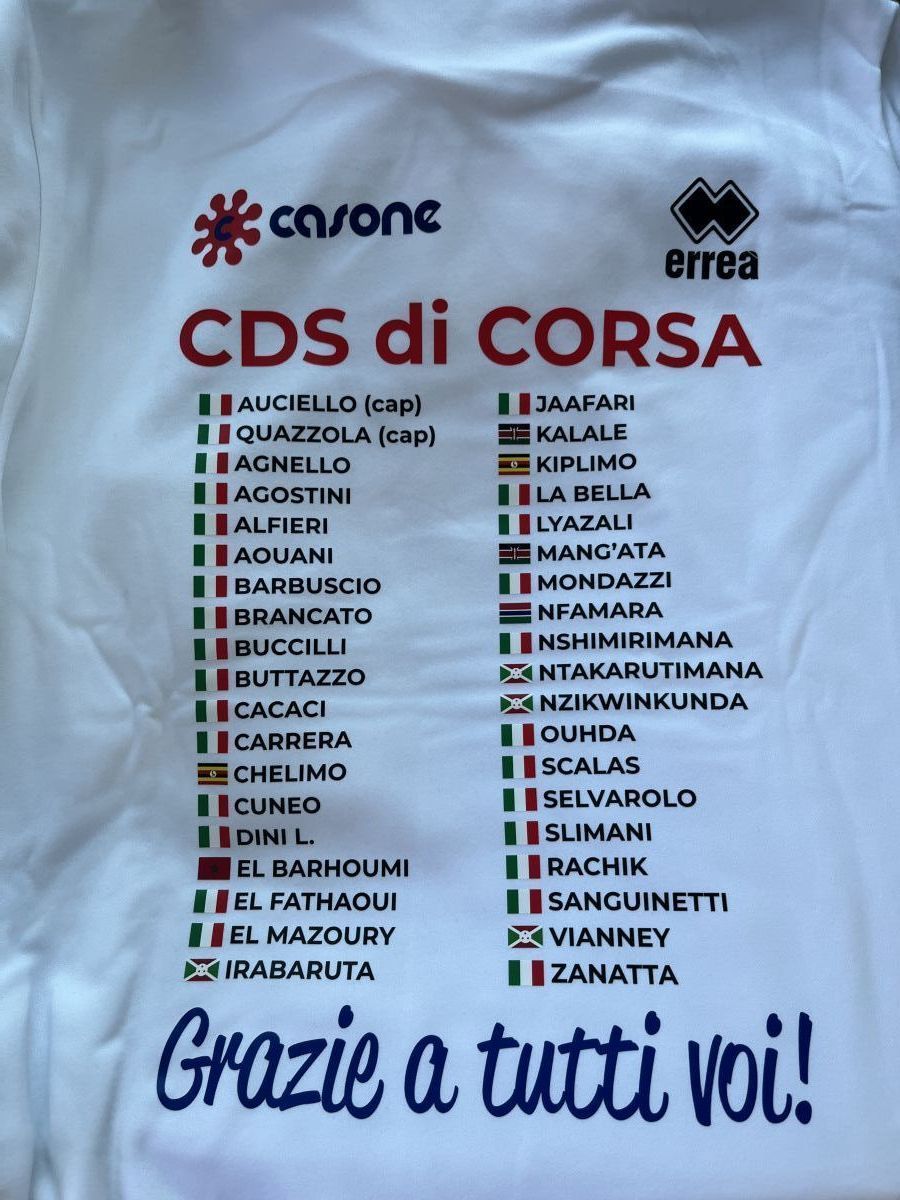 casone
errea
CDS di CORSA
AUCIELLO (cap)
QUAZZOLA (cap)
AGNELLO
AGOSTINI
ALFIERI
AOUANI
BARBUSCIO
BRANCATO
BUCCILLI
BUTTAZZO
CACACI
CARRERA
CHELIMO
CUNEO
DINI L.
EL BARHOUMI
EL FATHAOUI
EL MAZOURY
IRABARUTA
JAAFARI
KALALE
KIPLIMO
LA BELLA
LYAZALI
MANG'ATA
MONDAZZI
NFAMARA
NSHIMIRIMANA
NTAKARUTIMANA
NZIKWINKUNDA
OUHDA
SCALAS
SELVAROLO
SLIMANI
RACHIK
SANGUINETTI
VIANNEY
ZANATTA
Grazie a tutti voi!